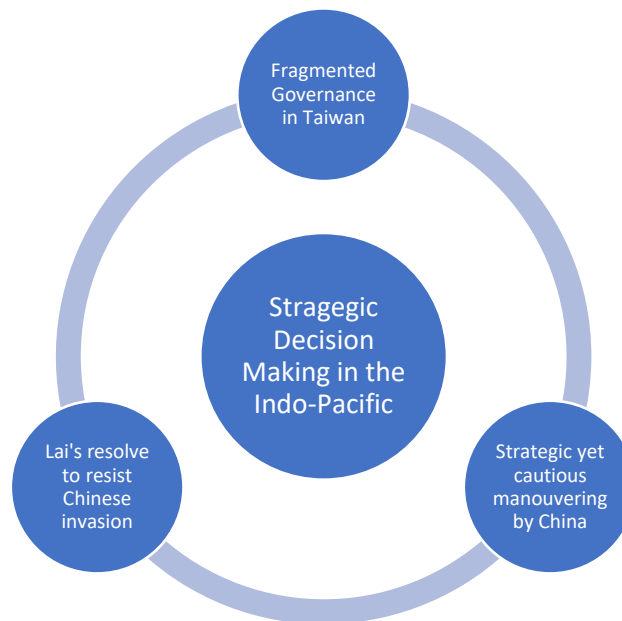 Fragmented
Governance
in Taiwan
Stragegic
Decision
Making in the
Indo-Pacific
Lai's resolve
to resist
Chinese
invasion
Strategic yet
cautious
manouvering
by China